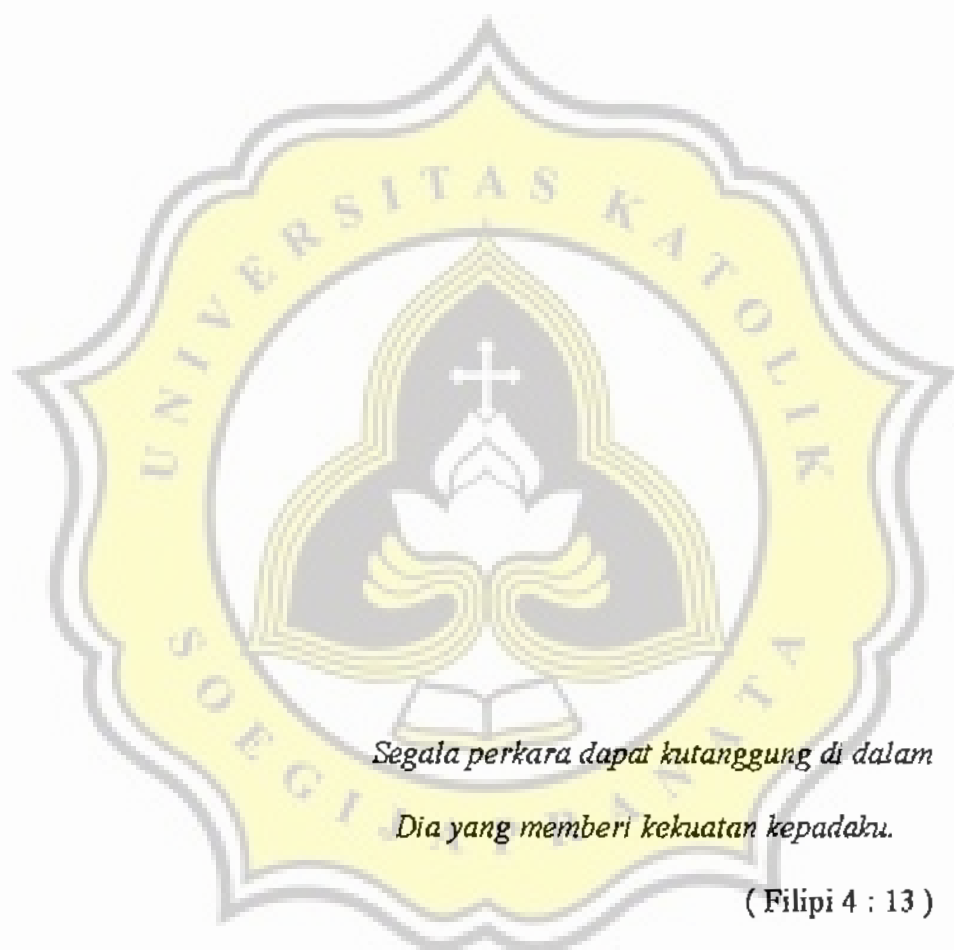 UNIVERSITAS KATOLIK
SOEGIJAPRANATA
Segala perkara dapat kutanggung di dalam
Dia yang memberi kekuatan kepadaku.
( Filipi 4 : 13 )